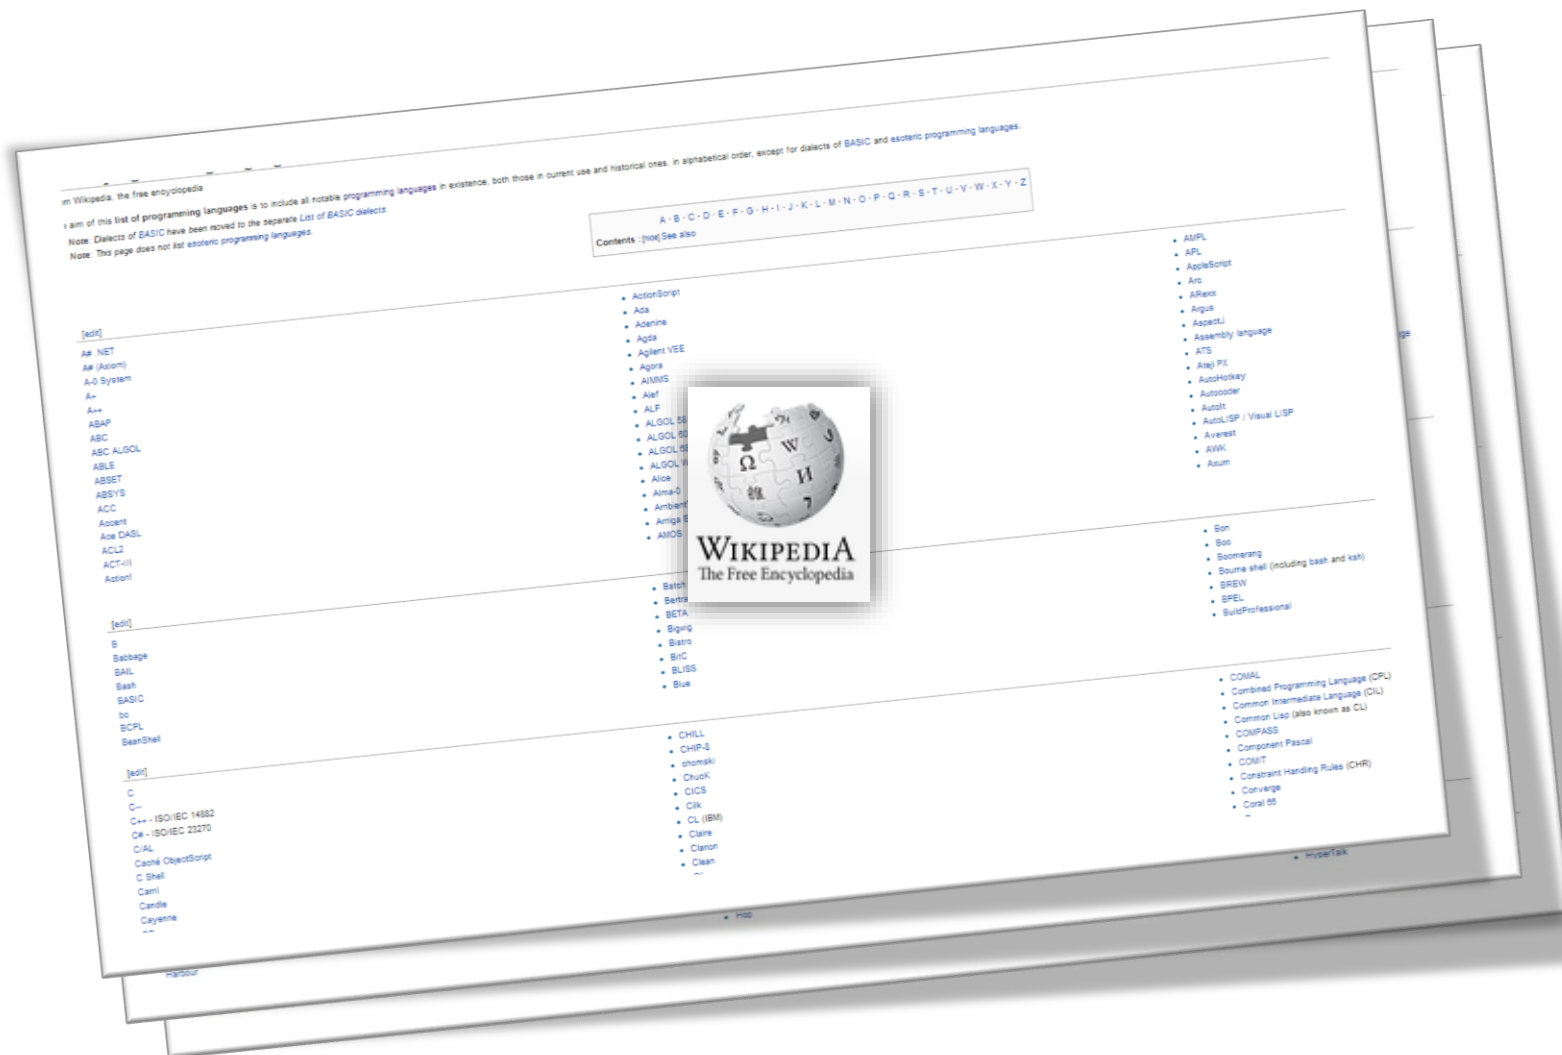 Wikipedia, the free encyclopedia
aim of this list of programming languages is to include all notable programming languages in existence, both those in current use and historical ones, in alphabetical order, except for dialects of BASIC and esoteric programming languages.
Note: Dialects of BASIC have been moved to the separate List of BASIC dialects.
Note: This page does not list esoteric programming languages.
A - B - C - D - E - F - G - H - I - J - K - L - M - N - O - P - Q - R - S - T - U - V - W - X - Y - Z
Contents : [hide] See also
[edit]
A# .NET
A# (Axiom)
A-0 System
A+
A++
ABAP
ABC
ABC ALGOL
ABLE
ABSET
ABSYS
ACC
Accent
Ace DASL
ACL2
ACT-III
Action!
ActionScript
Ada
Adenine
Agda
Agilent VEE
Agora
AIMMS
Alef
ALF
ALGOL 58
ALGOL 60
ALGOL 68
ALGOL W
Alice
Alma-0
Amiga E
AMOS
AMPL
APL
AppleScript
Arc
ARexx
Argus
AspectJ
Assembly language
ATS
Ateji PX
AutoHotkey
Autocoder
AutoIt
AutoLISP / Visual LISP
Averest
AWK
Axum
WIKIPEDIA
The Free Encyclopedia
[edit]
B
Babbage
BAIL
Bash
BASIC
bc
BCPL
BeanShell
Batch
BETA
Bigwig
Bistro
BitC
BLISS
Blue
Bon
Boo
Boomerang
Bourne shell (including bash and ksh)
BREW
BPEL
BuildProfessional
[edit]
C
C--
C++ - ISO/IEC 14882
C# - ISO/IEC 23270
C/AL
Caché ObjectScript
C Shell
Caml
Candle
Cayenne
CHILL
CHIP-8
chomski
ChucK
CICS
Cilk
CL (IBM)
Claire
Clarion
Clean
COMAL
Combined Programming Language (CPL)
Common Intermediate Language (CIL)
Common Lisp (also known as CL)
COMPASS
Component Pascal
COMIT
Constraint Handling Rules (CHR)
Converge
Coral 66
Harbour
Hop
HyperTalk